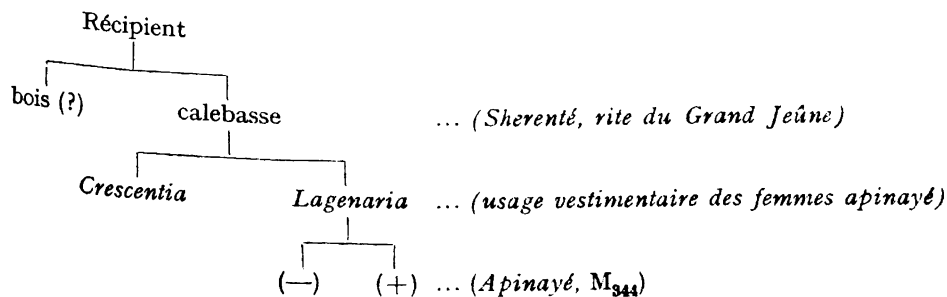 Récipient
bois (?)
calebasse ... (Sherenté, rite du Grand Jeûne)
Crescentia Lagenaria ... (usage vestimentaire des femmes apinayé)
(—) (+) ... (Apinayé, M₃₄₄)